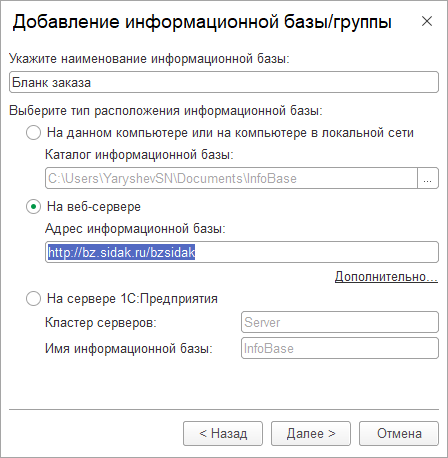 Добавление информационной базы/группы
Укажите наименование информационной базы:
Бланк заказа
Выберите тип расположения информационной базы:
На данном компьютере или на компьютере в локальной сети
Каталог информационной базы:
C:\Users\YaryshevSN\Documents\InfoBase ...
На веб-сервере
Адрес информационной базы:
http://bz.sidak.ru/bzsidak
Дополнительно...
На сервере 1С:Предприятия
Кластер серверов: Server
Имя информационной базы: InfoBase
< Назад Далее > Отмена